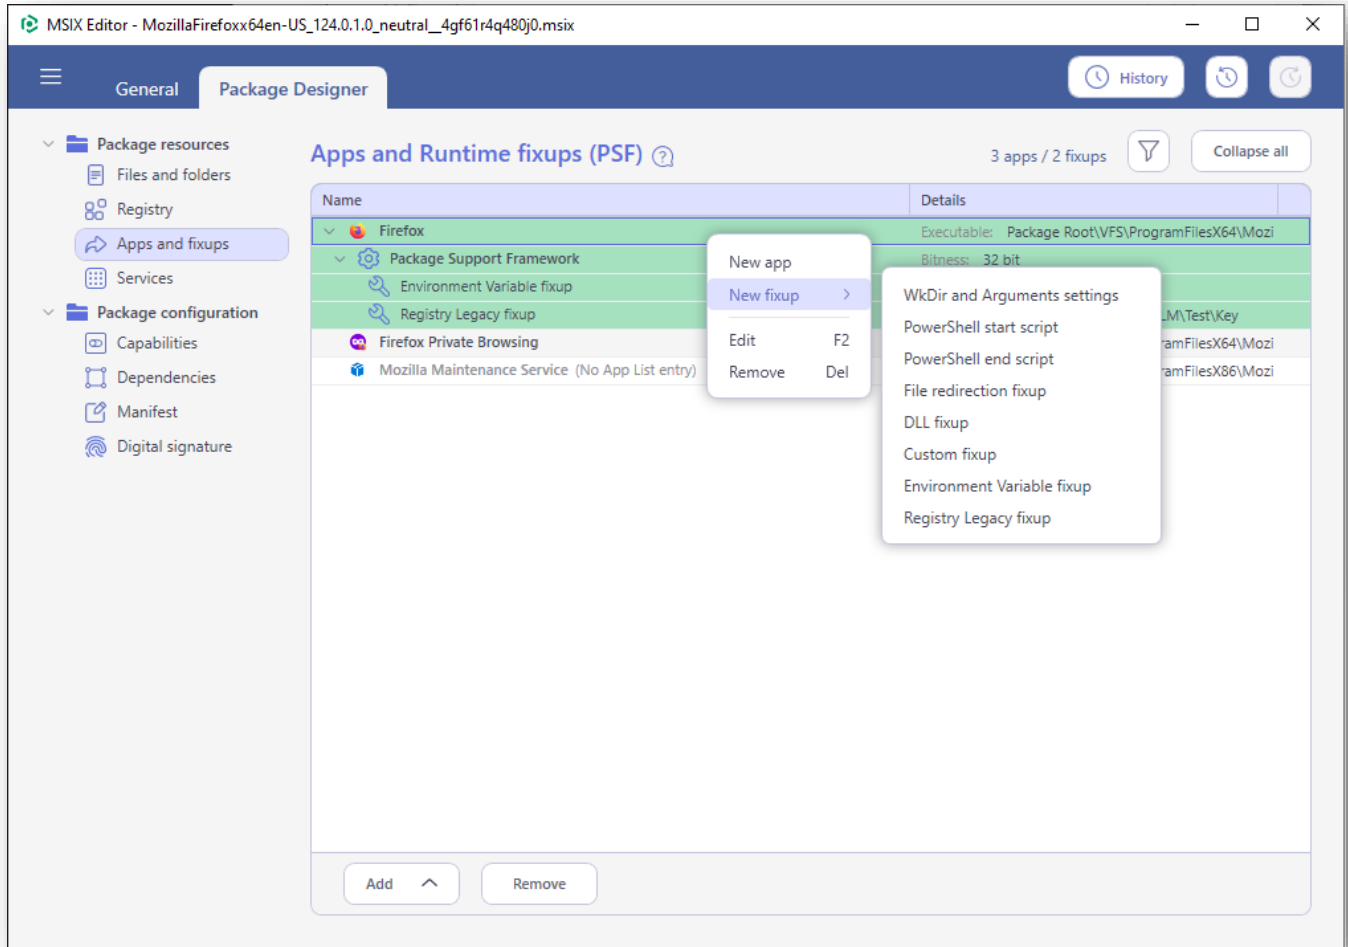 MSIX Editor - MozillaFirefoxx64en-US_124.0.1.0_neutral__4gf61r4q480j0.msix
General
Package Designer
History
Package resources
Files and folders
Registry
Apps and fixups
Services
Package configuration
Capabilities
Dependencies
Manifest
Digital signature
Apps and Runtime fixups (PSF)
3 apps / 2 fixups
Collapse all
Name Details
Firefox Executable: Package Root\VFS\ProgramFilesX64\Mozi
Package Support Framework Bitness: 32 bit
Environment Variable fixup
Registry Legacy fixup LM\Test\Key
Firefox Private Browsing ramFilesX64\Mozi
Mozilla Maintenance Service (No App List entry) ramFilesX86\Mozi
New app
New fixup
Edit F2
Remove Del
WkDir and Arguments settings
PowerShell start script
PowerShell end script
File redirection fixup
DLL fixup
Custom fixup
Environment Variable fixup
Registry Legacy fixup
Add
Remove